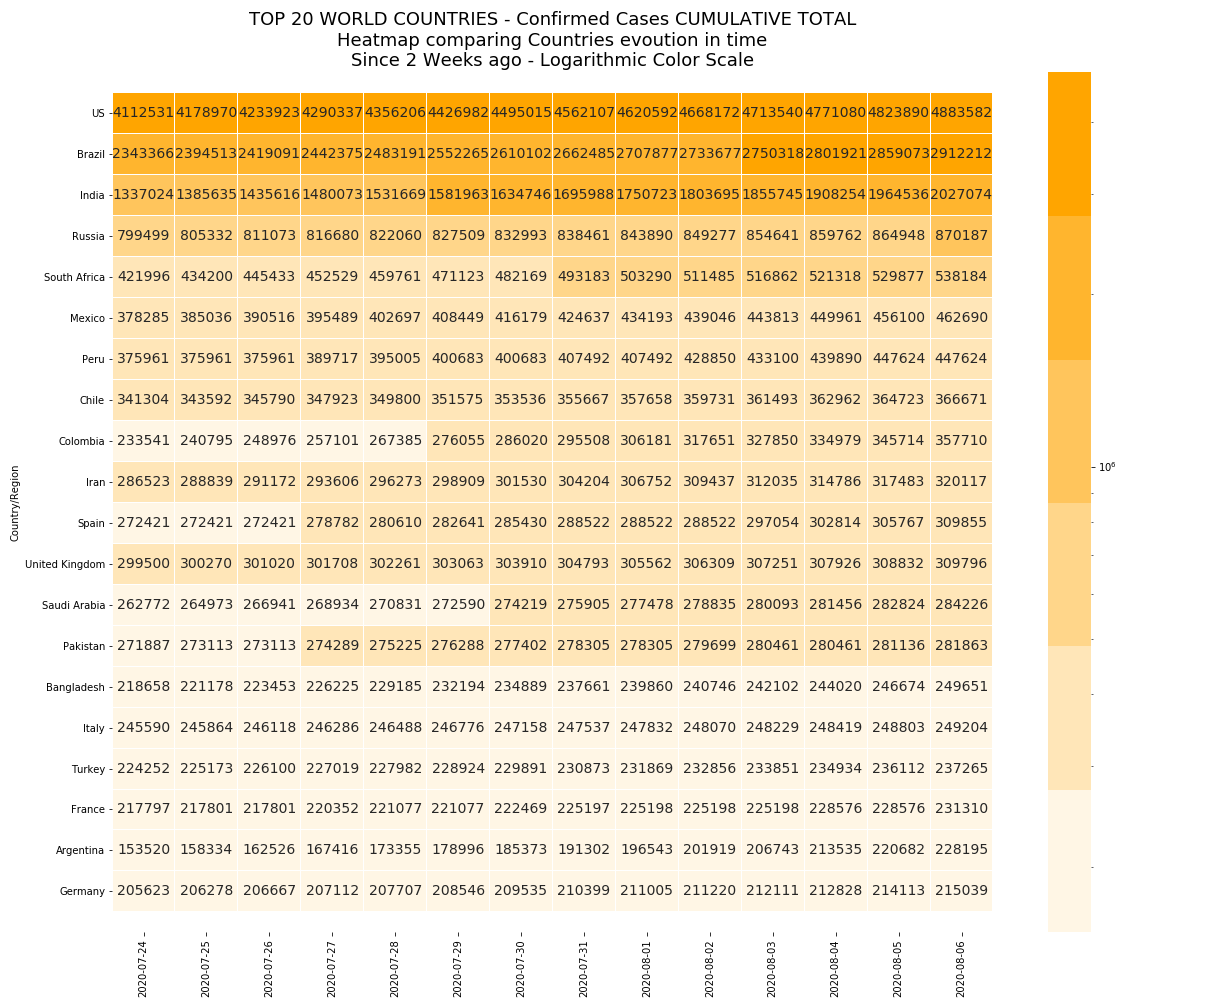 TOP 20 WORLD COUNTRIES - Confirmed Cases CUMULATIVE TOTAL
Heatmap comparing Countries evoution in time
Since 2 Weeks ago - Logarithmic Color Scale
Country/Region
US 4112531 4178970 4233923 4290337 4356206 4426982 4495015 4562107 4620592 4668172 4713540 4771080 4823890 4883582
Brazil 2343366 2394513 2419091 2442375 2483191 2552265 2610102 2662485 2707877 2733677 2750318 2801921 2859073 2912212
India 1337024 1385635 1435616 1480073 1531669 1581963 1634746 1695988 1750723 1803695 1855745 1908254 1964536 2027074
Russia 799499 805332 811073 816680 822060 827509 832993 838461 843890 849277 854641 859762 864948 870187
South Africa 421996 434200 445433 452529 459761 471123 482169 493183 503290 511485 516862 521318 529877 538184
Mexico 378285 385036 390516 395489 402697 408449 416179 424637 434193 439046 443813 449961 456100 462690
Peru 375961 375961 375961 389717 395005 400683 400683 407492 407492 428850 433100 439890 447624 447624
Chile 341304 343592 345790 347923 349800 351575 353536 355667 357658 359731 361493 362962 364723 366671
Colombia 233541 240795 248976 257101 267385 276055 286020 295508 306181 317651 327850 334979 345714 357710
Iran 286523 288839 291172 293606 296273 298909 301530 304204 306752 309437 312035 314786 317483 320117
Spain 272421 272421 272421 278782 280610 282641 285430 288522 288522 288522 297054 302814 305767 309855
United Kingdom 299500 300270 301020 301708 302261 303063 303910 304793 305562 306309 307251 307926 308832 309796
Saudi Arabia 262772 264973 266941 268934 270831 272590 274219 275905 277478 278835 280093 281456 282824 284226
Pakistan 271887 273113 273113 274289 275225 276288 277402 278305 278305 279699 280461 280461 281136 281863
Bangladesh 218658 221178 223453 226225 229185 232194 234889 237661 239860 240746 242102 244020 246674 249651
Italy 245590 245864 246118 246286 246488 246776 247158 247537 247832 248070 248229 248419 248803 249204
Turkey 224252 225173 226100 227019 227982 228924 229891 230873 231869 232856 233851 234934 236112 237265
France 217797 217801 217801 220352 221077 221077 222469 225197 225198 225198 225198 228576 228576 231310
Argentina 153520 158334 162526 167416 173355 178996 185373 191302 196543 201919 206743 213535 220682 228195
Germany 205623 206278 206667 207112 207707 208546 209535 210399 211005 211220 212111 212828 214113 215039
2020-07-24 2020-07-25 2020-07-26 2020-07-27 2020-07-28 2020-07-29 2020-07-30 2020-07-31 2020-08-01 2020-08-02 2020-08-03 2020-08-04 2020-08-05 2020-08-06
10⁶